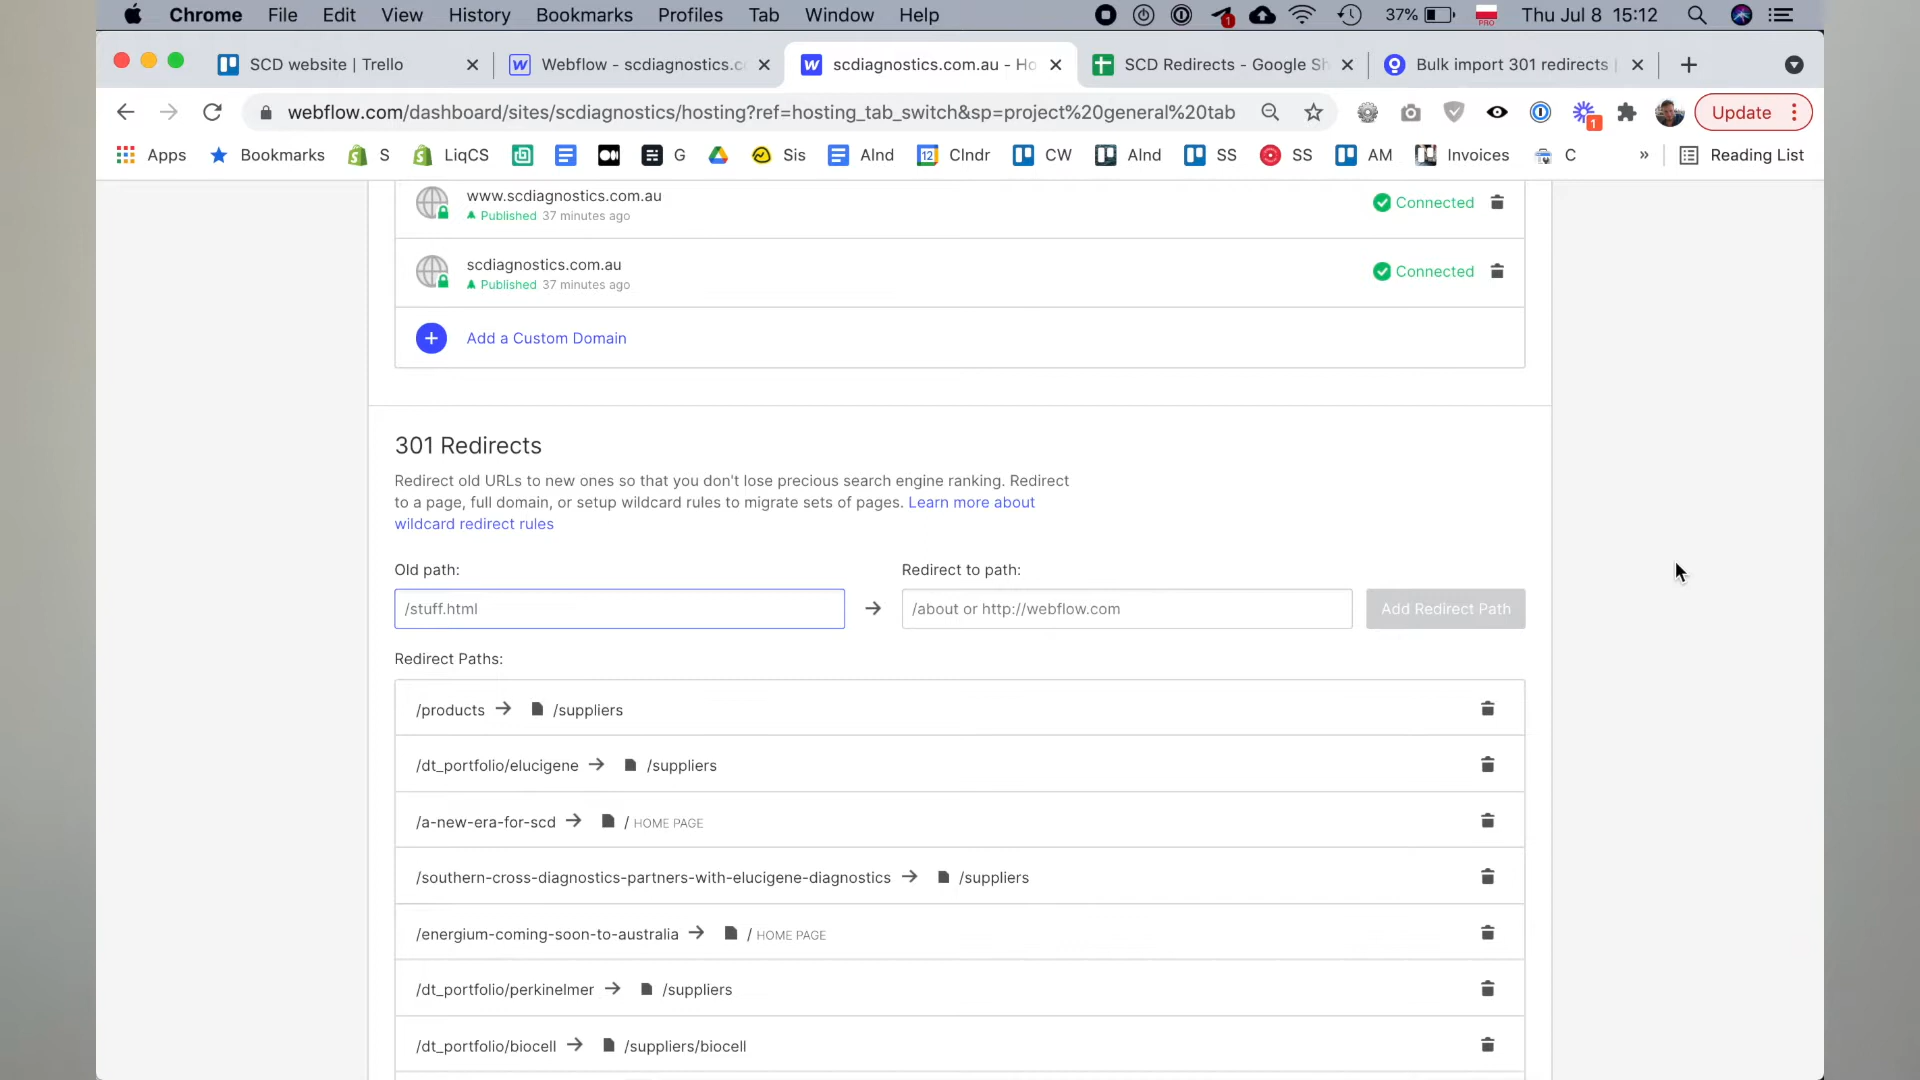 Chrome File Edit View History Bookmarks Profiles Tab Window Help 1 37% PRO Thu Jul 8 15:12
SCD website | Trello Webflow - scdiagnostics.c scdiagnostics.com.au - Ho SCD Redirects - Google Sh Bulk import 301 redirects |
webflow.com/dashboard/sites/scdiagnostics/hosting?ref=hosting_tab_switch&sp=project%20general%20tab 1 Update
Apps Bookmarks S LiqCS G Sis Alnd 12 Clndr CW Alnd SS SS AM Invoices C » Reading List
www.scdiagnostics.com.au
Published 37 minutes ago
Connected
scdiagnostics.com.au
Published 37 minutes ago
Connected
+ Add a Custom Domain
301 Redirects
Redirect old URLs to new ones so that you don't lose precious search engine ranking. Redirect
to a page, full domain, or setup wildcard rules to migrate sets of pages. Learn more about
wildcard redirect rules
Old path: Redirect to path:
/stuff.html → /about or http://webflow.com Add Redirect Path
Redirect Paths:
/products → /suppliers
/dt_portfolio/elucigene → /suppliers
/a-new-era-for-scd → / HOME PAGE
/southern-cross-diagnostics-partners-with-elucigene-diagnostics → /suppliers
/energium-coming-soon-to-australia → / HOME PAGE
/dt_portfolio/perkinelmer → /suppliers
/dt_portfolio/biocell → /suppliers/biocell